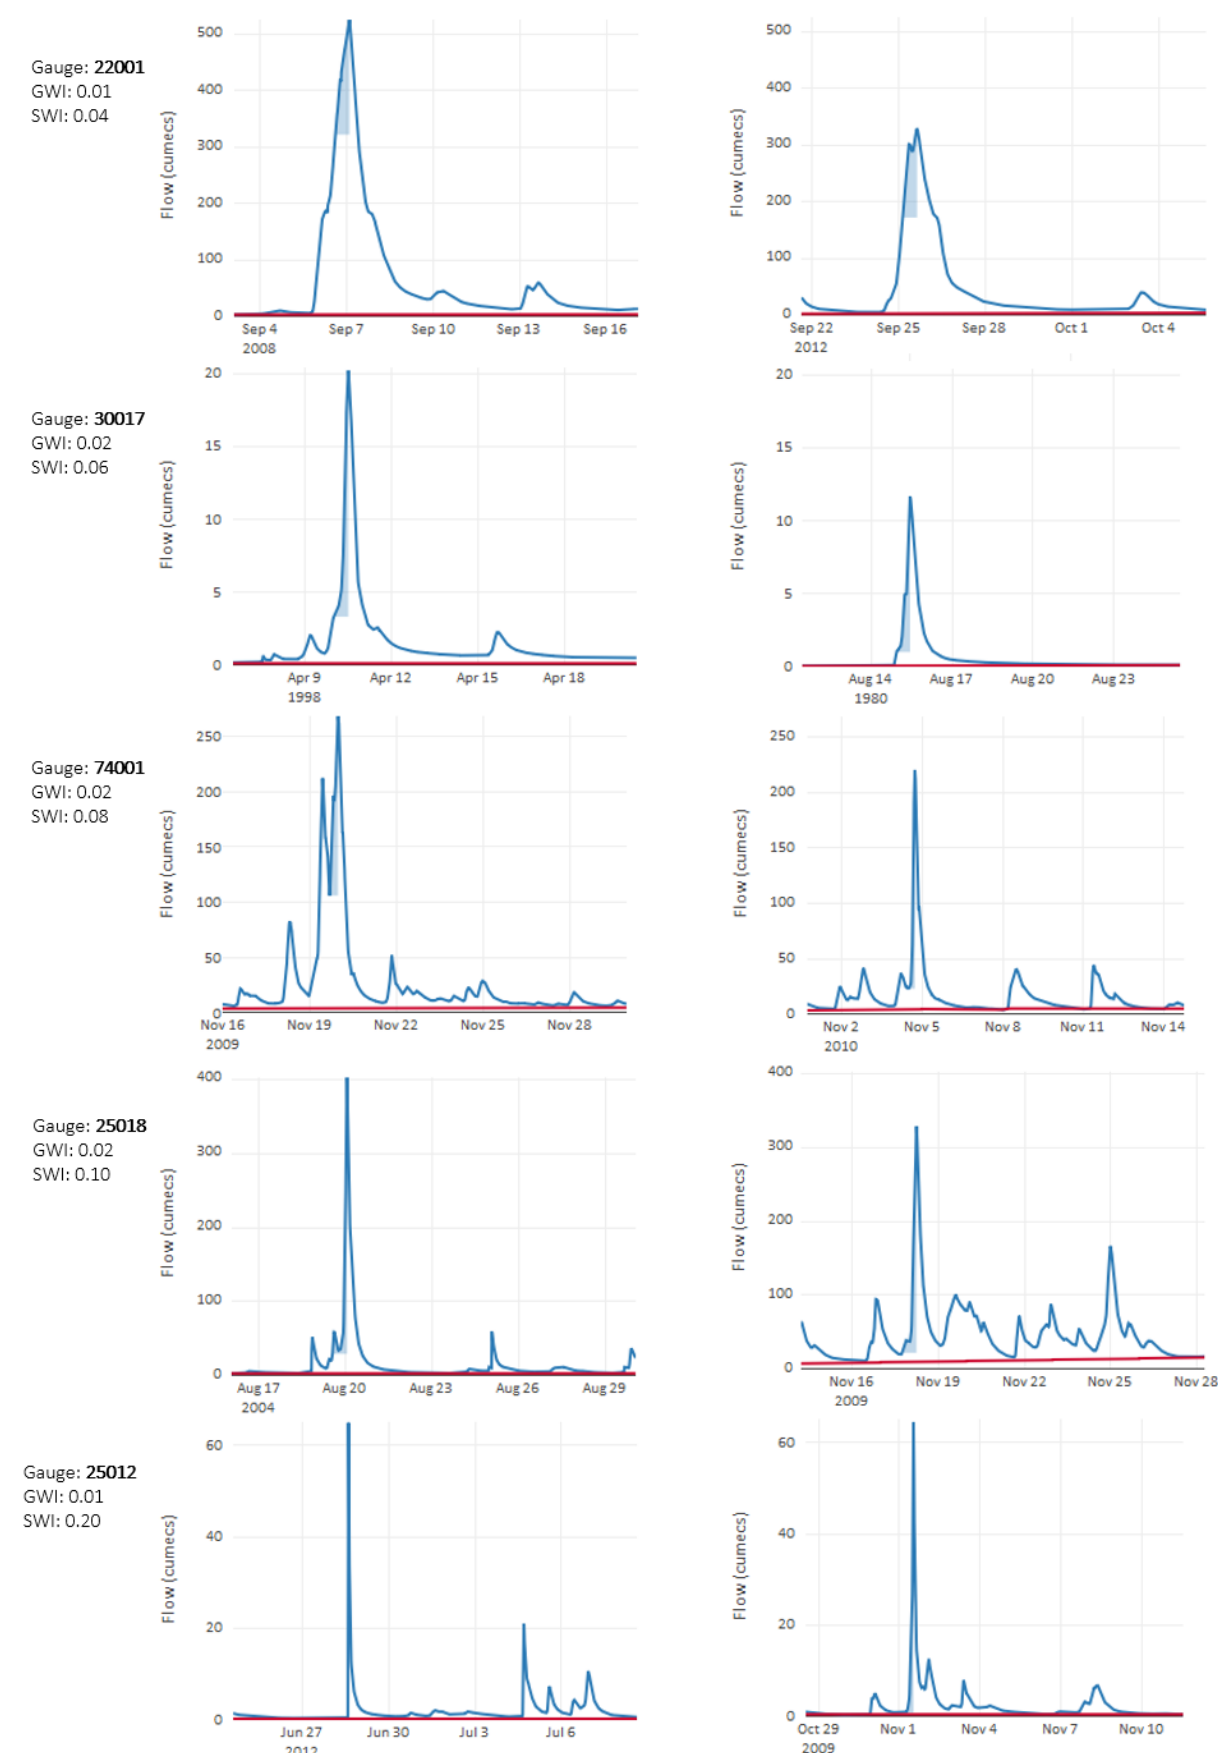 Gauge: 22001
GWI: 0.01
SWI: 0.04
Flow (cumecs)
500
400
300
200
100
0
Sep 4 Sep 7 Sep 10 Sep 13 Sep 16
2008
Flow (cumecs)
500
400
300
200
100
0
Sep 22 Sep 25 Sep 28 Oct 1 Oct 4
2012
Gauge: 30017
GWI: 0.02
SWI: 0.06
Flow (cumecs)
20
15
10
5
0
Apr 9 Apr 12 Apr 15 Apr 18
1998
Flow (cumecs)
20
15
10
5
0
Aug 14 Aug 17 Aug 20 Aug 23
1980
Gauge: 74001
GWI: 0.02
SWI: 0.08
Flow (cumecs)
250
200
150
100
50
0
Nov 16 Nov 19 Nov 22 Nov 25 Nov 28
2009
Flow (cumecs)
250
200
150
100
50
0
Nov 2 Nov 5 Nov 8 Nov 11 Nov 14
2010
Gauge: 25018
GWI: 0.02
SWI: 0.10
Flow (cumecs)
400
300
200
100
0
Aug 17 Aug 20 Aug 23 Aug 26 Aug 29
2004
Flow (cumecs)
400
300
200
100
0
Nov 16 Nov 19 Nov 22 Nov 25 Nov 28
2009
Gauge: 25012
GWI: 0.01
SWI: 0.20
Flow (cumecs)
60
40
20
0
Jun 27 Jun 30 Jul 3 Jul 6
2012
Flow (cumecs)
60
40
20
0
Oct 29 Nov 1 Nov 4 Nov 7 Nov 10
2009